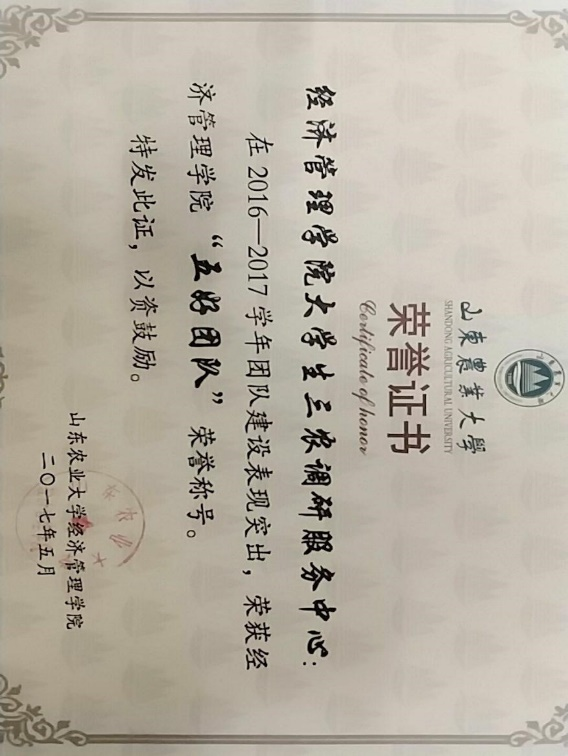 山东农业大学
SHANDONG AGRICULTURAL UNIVERSITY
荣誉证书
Certificate of honor
经济管理学院大学生三农调研服务中心:
在2016—2017学年团队建设表现突出，荣获经
济管理学院“五好团队”荣誉称号。
特发此证，以资鼓励。
山东农业大学经济管理学院
二〇一七年五月